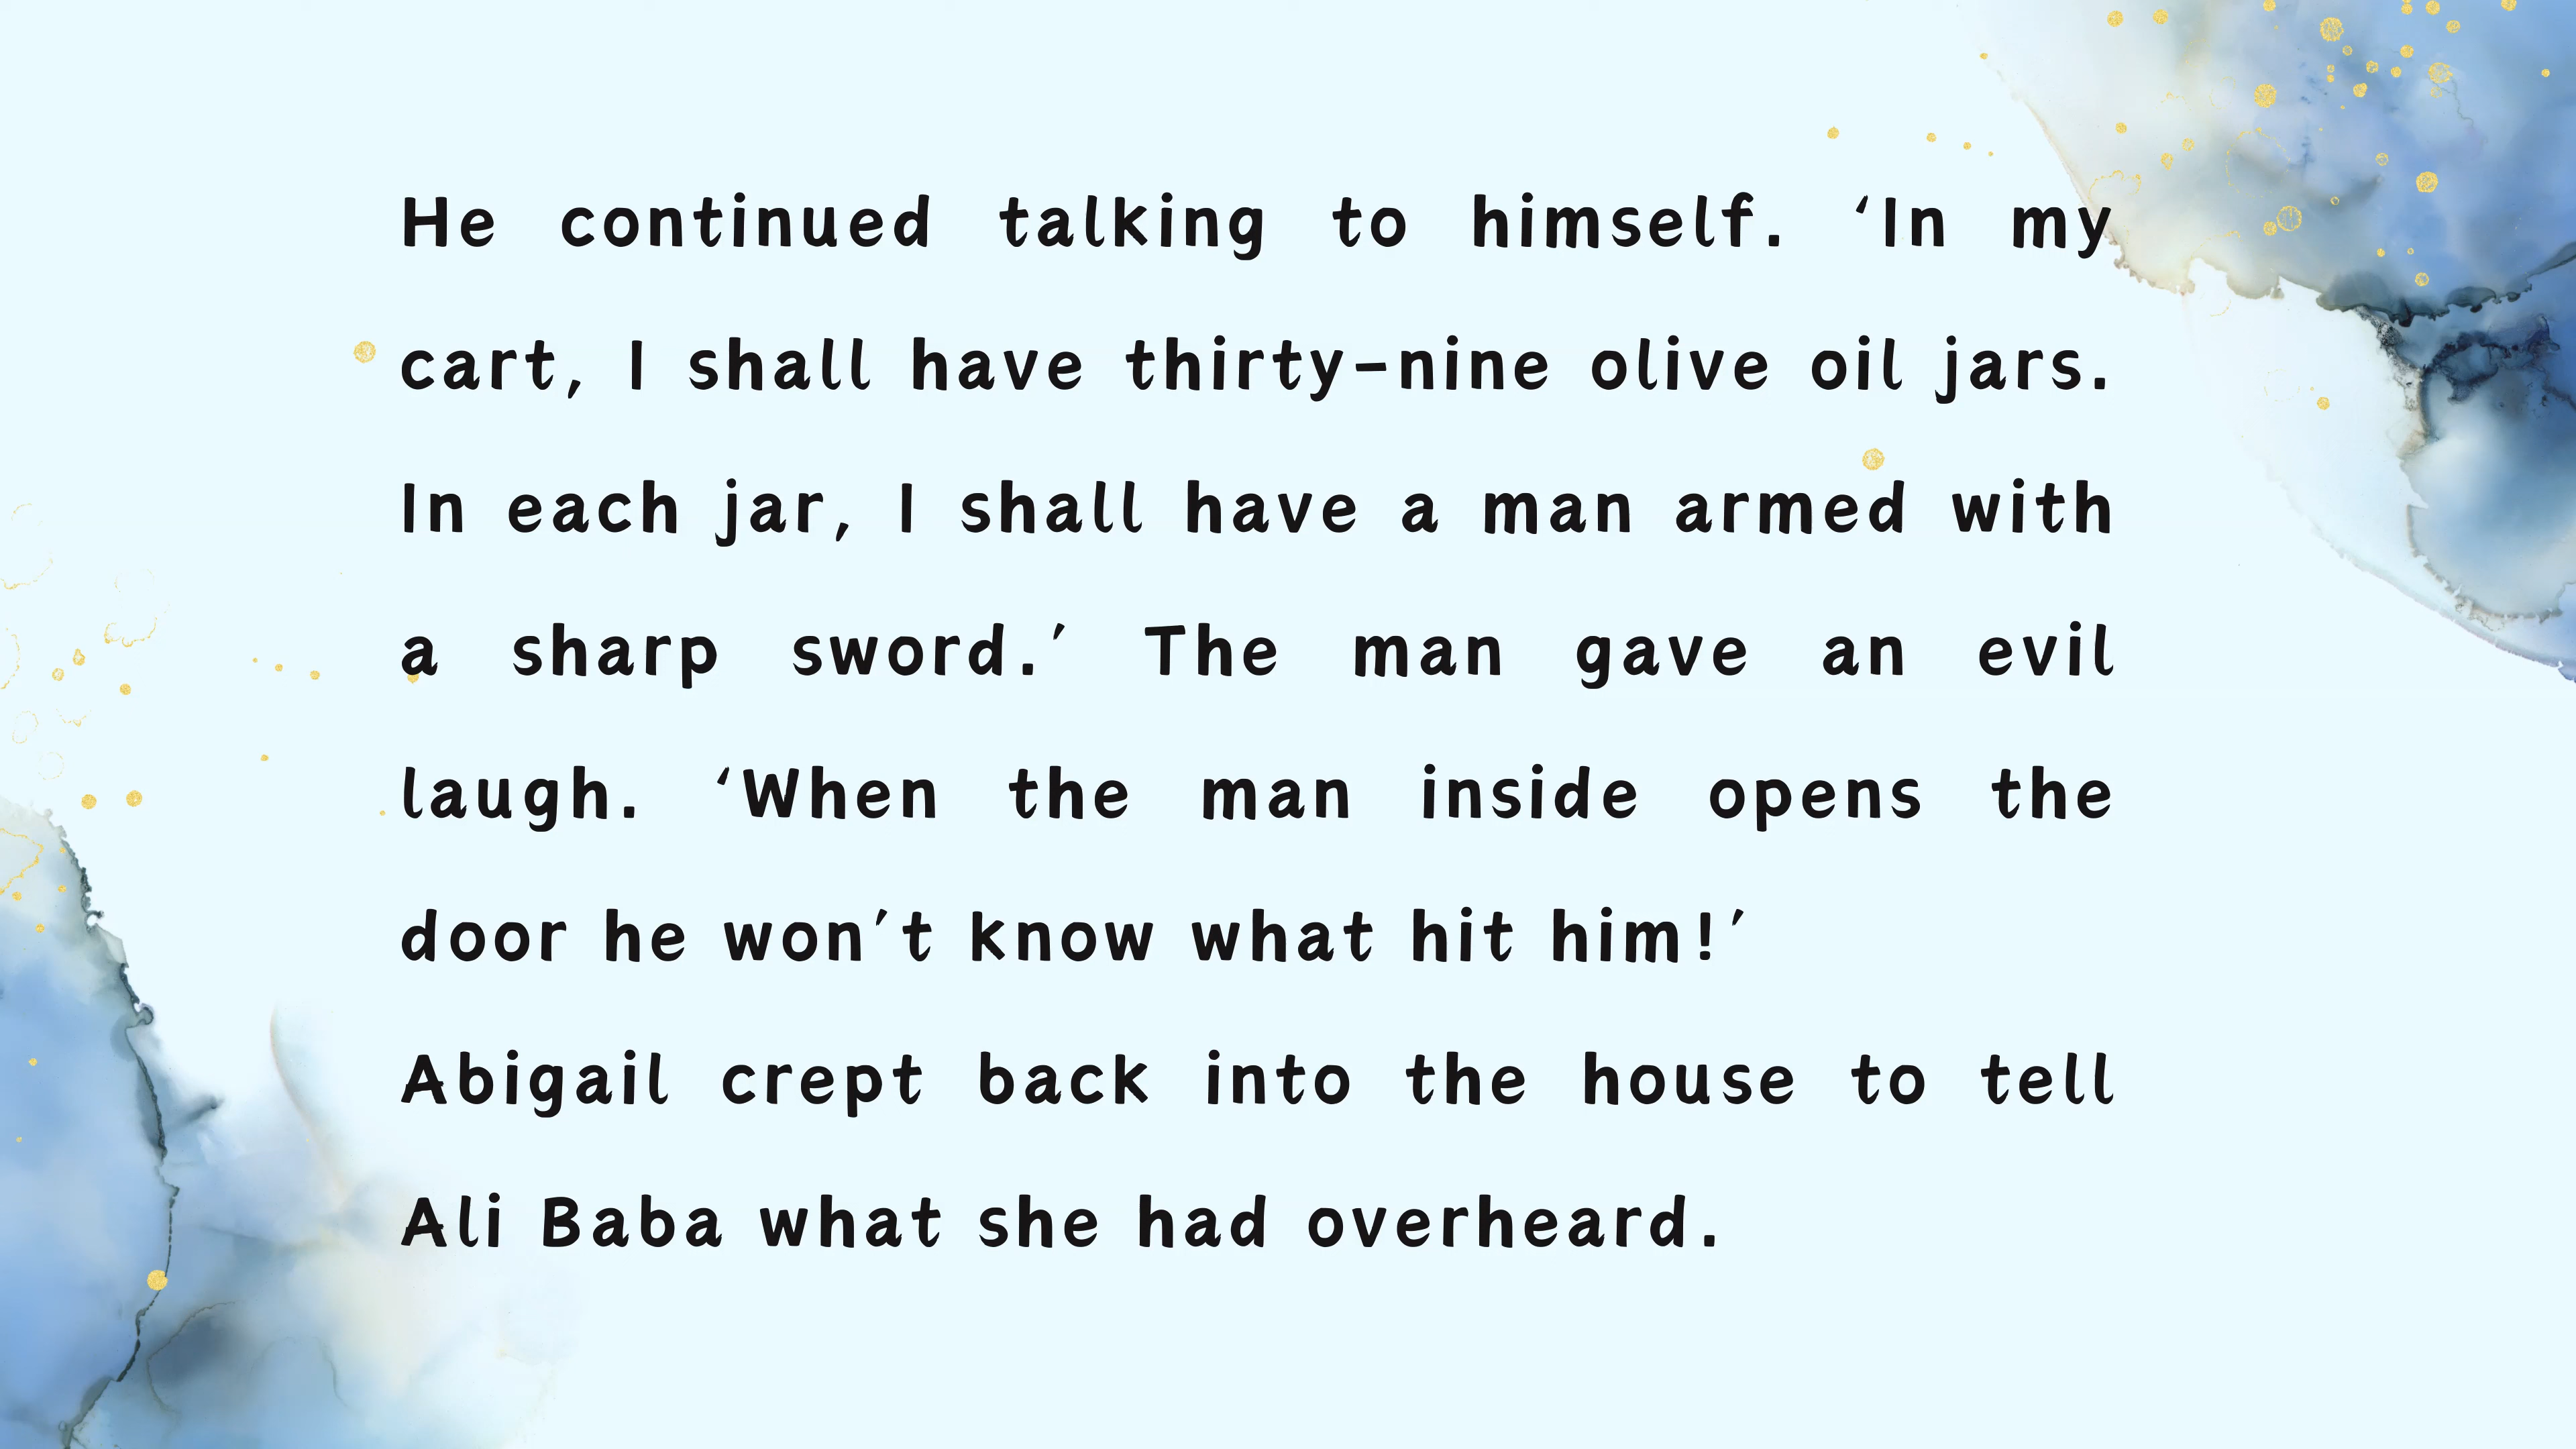 He continued talking to himself. ‘In my
cart, I shall have thirty-nine olive oil jars.
In each jar, I shall have a man armed with
a sharp sword.’ The man gave an evil
laugh. ‘When the man inside opens the
door he won’t know what hit him!’
Abigail crept back into the house to tell
Ali Baba what she had overheard.